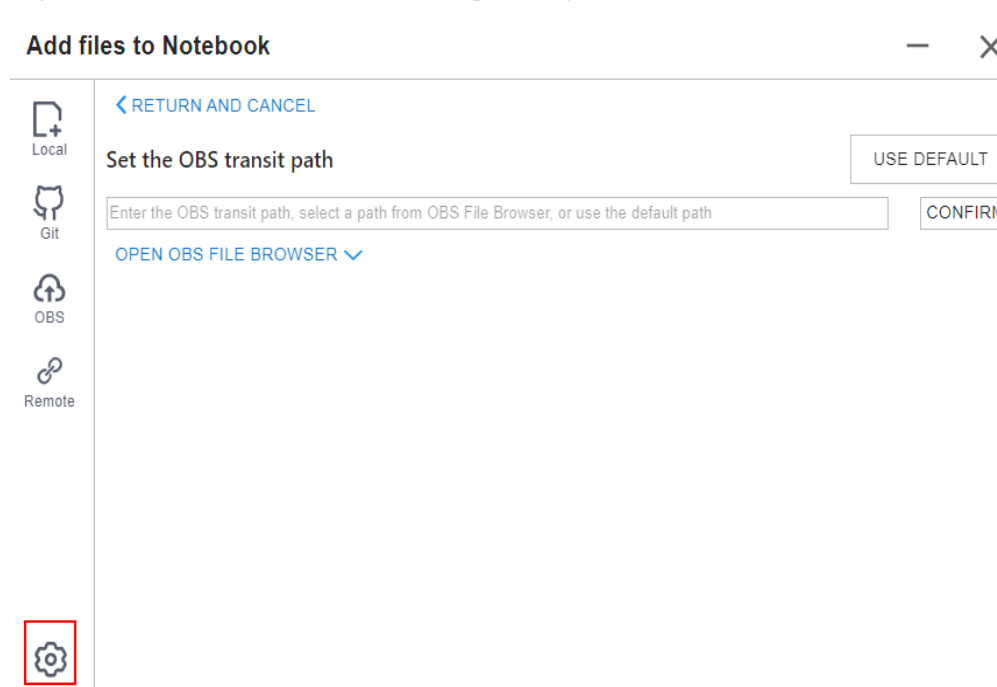 Add files to Notebook
RETURN AND CANCEL
Local
Set the OBS transit path
USE DEFAULT
Enter the OBS transit path, select a path from OBS File Browser, or use the default path
Git
OPEN OBS FILE BROWSER
OBS
Remote